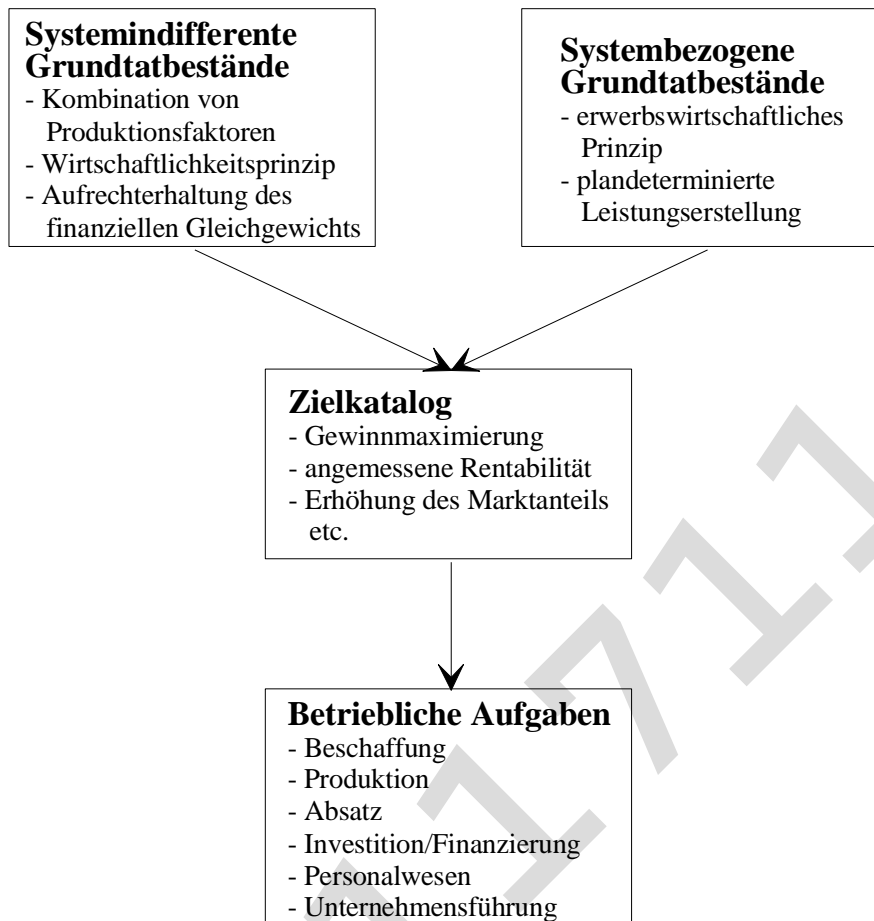 Systemindifferente
Grundtatbestände
- Kombination von
Produktionsfaktoren
- Wirtschaftlichkeitsprinzip
- Aufrechterhaltung des
finanziellen Gleichgewichts
Systembezogene
Grundtatbestände
- erwerbswirtschaftliches
Prinzip
- plandeterminierte
Leistungserstellung
Zielkatalog
- Gewinnmaximierung
- angemessene Rentabilität
- Erhöhung des Marktanteils
etc.
Betriebliche Aufgaben
- Beschaffung
- Produktion
- Absatz
- Investition/Finanzierung
- Personalwesen
- Unternehmensführung